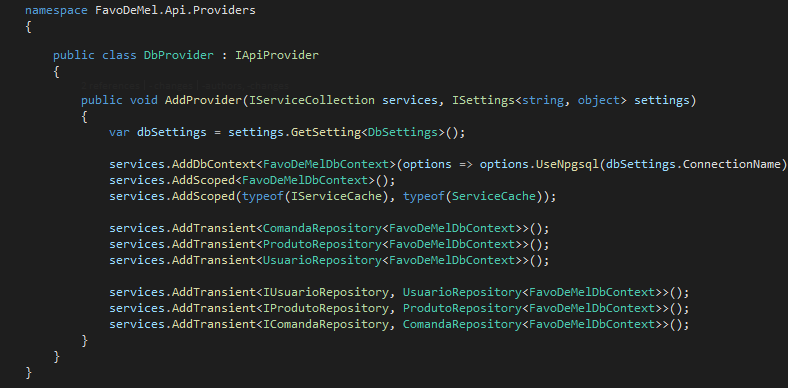 namespace FavoDeMel.Api.Providers
{
public class DbProvider : IApiProvider
{
public void AddProvider(IServiceCollection services, ISettings<string, object> settings)
{
var dbSettings = settings.GetSetting<DbSettings>();
services.AddDbContext<FavoDeMelDbContext>(options => options.UseNpgsql(dbSettings.ConnectionName)
services.AddScoped<FavoDeMelDbContext>();
services.AddScoped(typeof(IServiceCache), typeof(ServiceCache));
services.AddTransient<ComandaRepository<FavoDeMelDbContext>>();
services.AddTransient<ProdutoRepository<FavoDeMelDbContext>>();
services.AddTransient<UsuarioRepository<FavoDeMelDbContext>>();
services.AddTransient<IUsuarioRepository, UsuarioRepository<FavoDeMelDbContext>>();
services.AddTransient<IProdutoRepository, ProdutoRepository<FavoDeMelDbContext>>();
services.AddTransient<IComandaRepository, ComandaRepository<FavoDeMelDbContext>>();
}
}
}